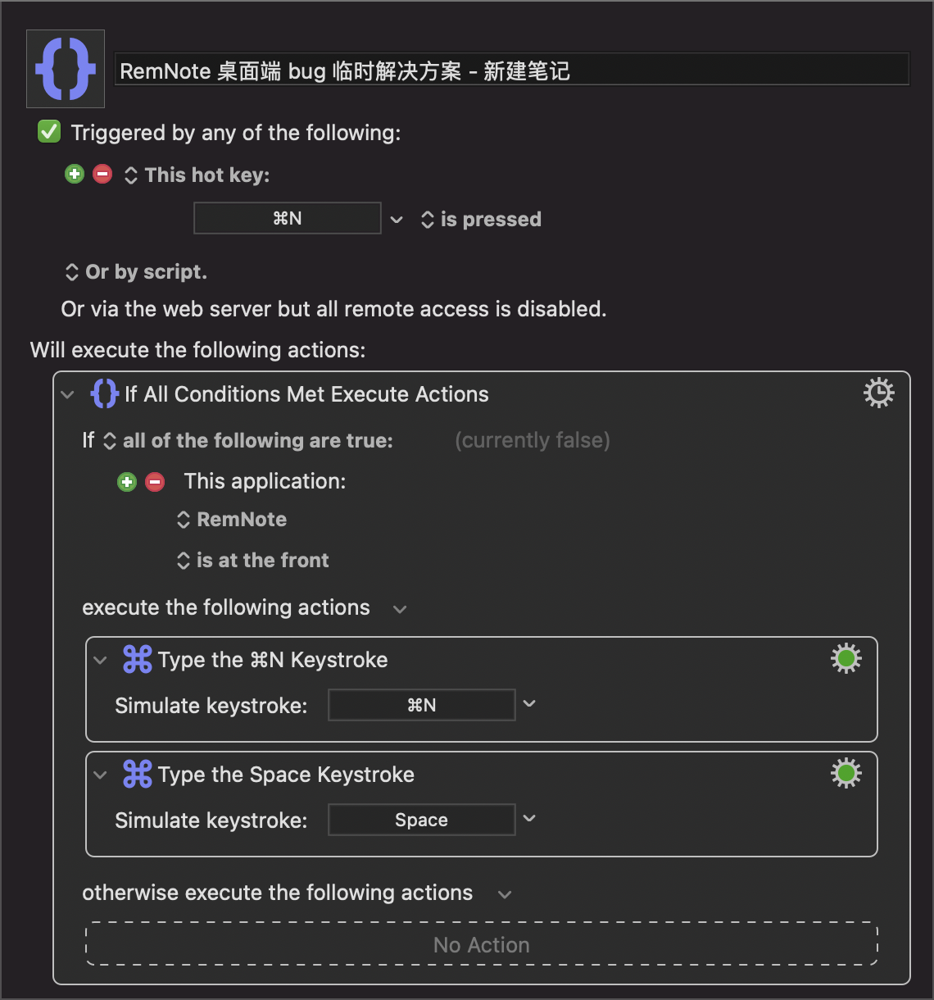 RemNote 桌面端 bug 临时解决方案 - 新建笔记
Triggered by any of the following:
This hot key:
⌘N
is pressed
Or by script.
Or via the web server but all remote access is disabled.
Will execute the following actions:
If All Conditions Met Execute Actions
If all of the following are true: (currently false)
This application:
RemNote
is at the front
execute the following actions
Type the ⌘N Keystroke
Simulate keystroke: ⌘N
Type the Space Keystroke
Simulate keystroke: Space
otherwise execute the following actions
No Action